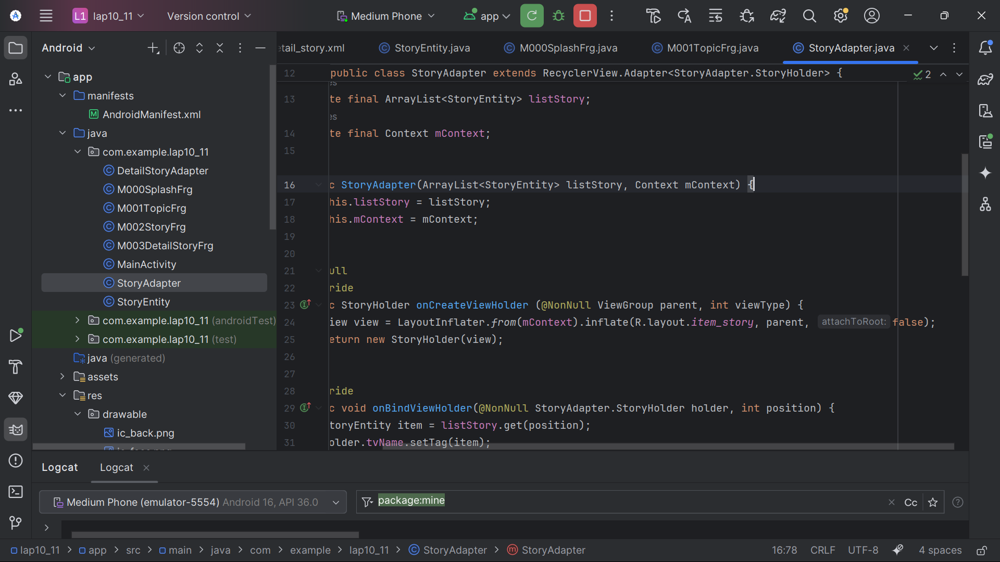 L1 lap10_11 Version control Medium Phone app
Android
app
manifests
AndroidManifest.xml
java
com.example.lap10_11
DetailStoryAdapter
M000SplashFrg
M001TopicFrg
M002StoryFrg
M003DetailStoryFrg
MainActivity
StoryAdapter
StoryEntity
com.example.lap10_11 (androidTest)
com.example.lap10_11 (test)
java (generated)
assets
res
drawable
ic_back.png
etail_story.xml StoryEntity.java M000SplashFrg.java M001TopicFrg.java StoryAdapter.java
12 public class StoryAdapter extends RecyclerView.Adapter<StoryAdapter.StoryHolder> { 2
es
13 te final ArrayList<StoryEntity> listStory;
es
14 te final Context mContext;
15
16 c StoryAdapter(ArrayList<StoryEntity> listStory, Context mContext) {
17 his.listStory = listStory;
18 his.mContext = mContext;
19
20
21 ull
22 ride
23 c StoryHolder onCreateViewHolder (@NonNull ViewGroup parent, int viewType) {
24 iew view = LayoutInflater.from(mContext).inflate(R.layout.item_story, parent, attachToRoot: false);
25 eturn new StoryHolder(view);
26
27
28 ride
29 c void onBindViewHolder(@NonNull StoryAdapter.StoryHolder holder, int position) {
30 toryEntity item = listStory.get(position);
31 older.tvName.setTag(item);
Logcat Logcat
Medium Phone (emulator-5554) Android 16, API 36.0 package:mine Cc
lap10_11 > app > src > main > java > com > example > lap10_11 > StoryAdapter > StoryAdapter 16:78 CRLF UTF-8 4 spaces